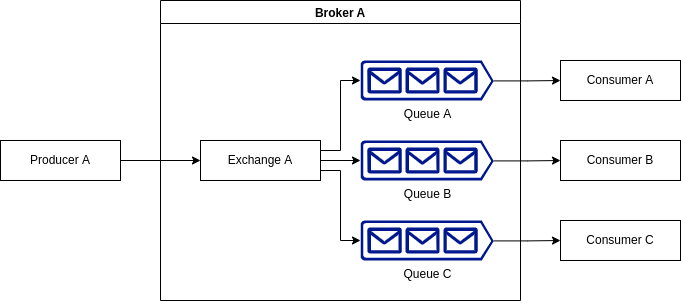 Broker A
Queue A
Consumer A
Producer A
Exchange A
Queue B
Consumer B
Queue C
Consumer C